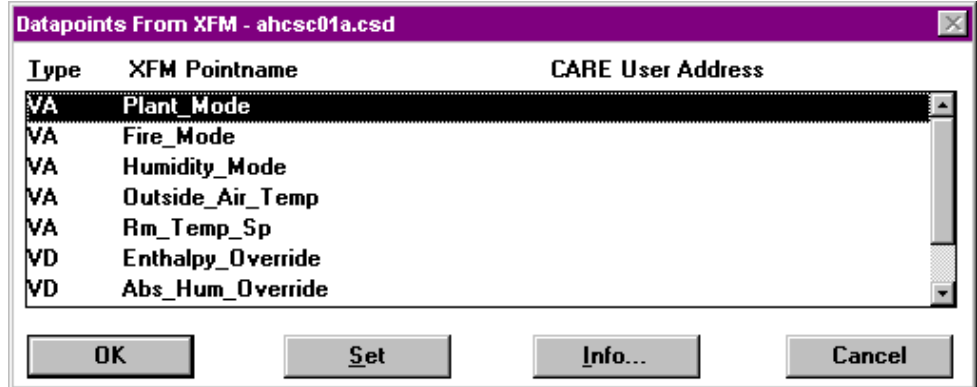 Datapoints From XFM - ahcsc01a.csd
Type XFM Pointname CARE User Address
VA Plant_Mode
VA Fire_Mode
VA Humidity_Mode
VA Outside_Air_Temp
VA Rm_Temp_Sp
VD Enthalpy_Override
VD Abs_Hum_Override
OK Set Info... Cancel